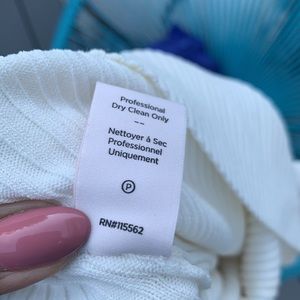 Professional
Dry Clean Only
--
Nettoyer á Sec
Professionnel
Uniquement
P
RN#115562